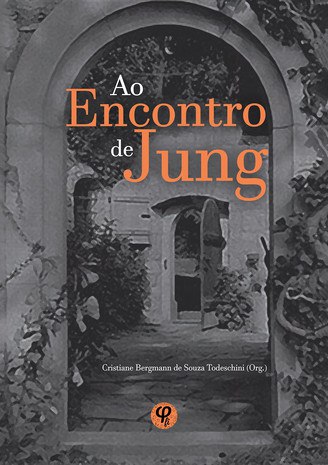 Ao
Encontro
de Jung
Cristiane Bergmann de Souza Todeschini (Org.)
φ